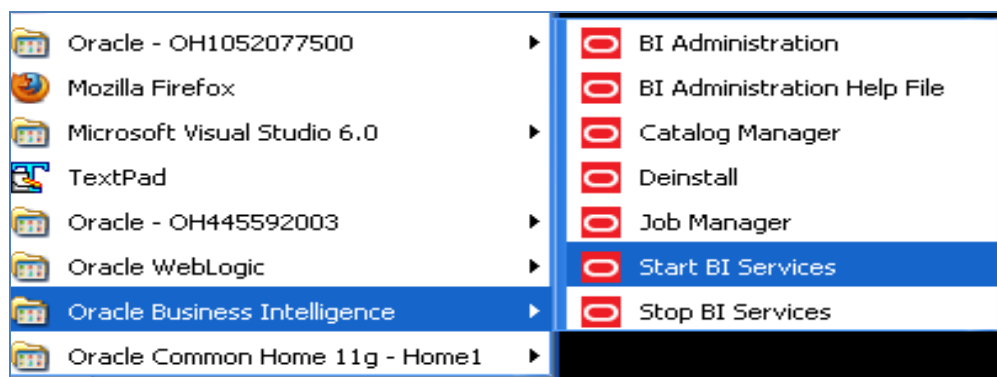 Oracle - OH1052077500
Mozilla Firefox
Microsoft Visual Studio 6.0
TextPad
Oracle - OH445592003
Oracle WebLogic
Oracle Business Intelligence
Oracle Common Home 11g - Home1
BI Administration
BI Administration Help File
Catalog Manager
Deinstall
Job Manager
Start BI Services
Stop BI Services